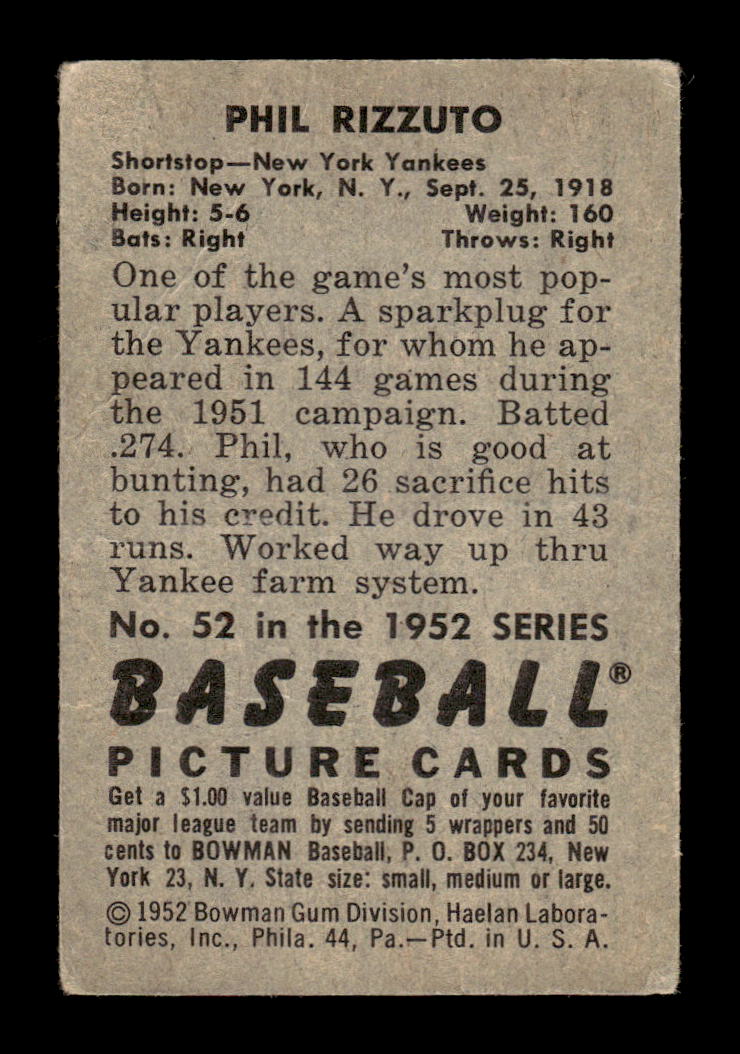 PHIL RIZZUTO
Shortstop—New York Yankees
Born: New York, N. Y., Sept. 25, 1918
Height: 5-6 Weight: 160
Bats: Right Throws: Right
One of the game's most pop-
ular players. A sparkplug for
the Yankees, for whom he ap-
peared in 144 games during
the 1951 campaign. Batted
.274. Phil, who is good at
bunting, had 26 sacrifice hits
to his credit. He drove in 43
runs. Worked way up thru
Yankee farm system.
No. 52 in the 1952 SERIES
BASEBALL®
PICTURE CARDS
Get a $1.00 value Baseball Cap of your favorite
major league team by sending 5 wrappers and 50
cents to BOWMAN Baseball, P. O. BOX 234, New
York 23, N. Y. State size: small, medium or large.
© 1952 Bowman Gum Division, Haelan Labora-
tories, Inc., Phila. 44, Pa.—Ptd. in U. S. A.